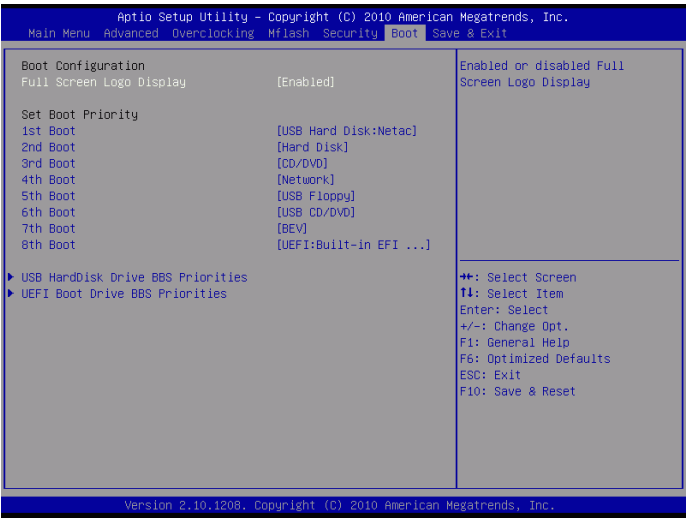 Aptio Setup Utility – Copyright (C) 2010 American Megatrends, Inc.
Main Menu Advanced Overclocking Mflash Security Boot Save & Exit
Boot Configuration
Full Screen Logo Display [Enabled]
Set Boot Priority
1st Boot [USB Hard Disk:Netac]
2nd Boot [Hard Disk]
3rd Boot [CD/DVD]
4th Boot [Network]
5th Boot [USB Floppy]
6th Boot [USB CD/DVD]
7th Boot [BEV]
8th Boot [UEFI:Built-in EFI ...]
USB HardDisk Drive BBS Priorities
UEFI Boot Drive BBS Priorities
Enabled or disabled Full
Screen Logo Display
→←: Select Screen
↑↓: Select Item
Enter: Select
+/-: Change Opt.
F1: General Help
F6: Optimized Defaults
ESC: Exit
F10: Save & Reset
Version 2.10.1208. Copyright (C) 2010 American Megatrends, Inc.